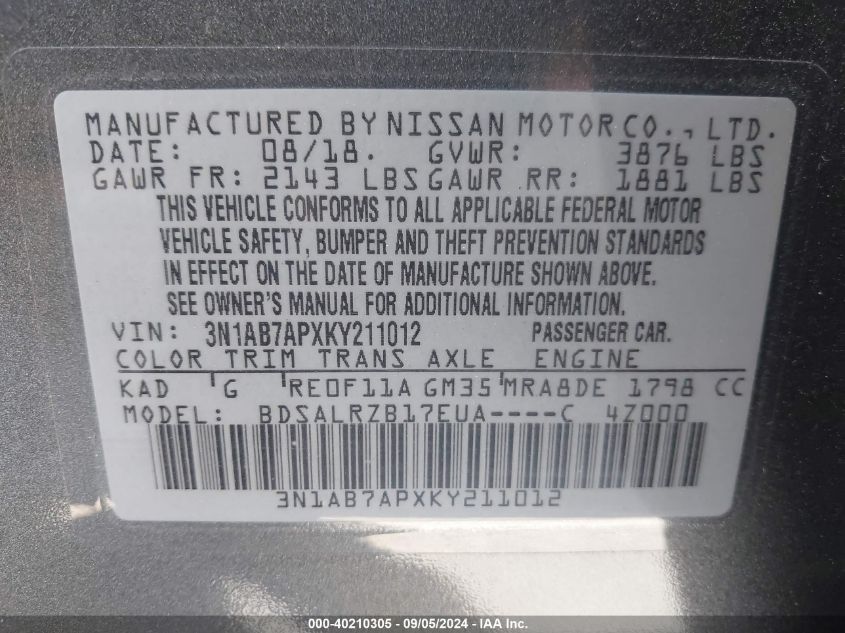 MANUFACTURED BY NISSAN MOTOR CO., LTD.
DATE: 08/18. GVWR: 3876 LBS
GAWR FR: 2143 LBS GAWR RR: 1881 LBS
THIS VEHICLE CONFORMS TO ALL APPLICABLE FEDERAL MOTOR
VEHICLE SAFETY, BUMPER AND THEFT PREVENTION STANDARDS
IN EFFECT ON THE DATE OF MANUFACTURE SHOWN ABOVE.
SEE OWNER'S MANUAL FOR ADDITIONAL INFORMATION.
VIN: 3N1AB7APXKY211012 PASSENGER CAR.
COLOR TRIM TRANS AXLE ENGINE
KAD G RE0F11A GM35 MRA8DE 1798 CC
MODEL: BDSALRZB17EUA----C 4Z000
3N1AB7APXKY211012
000-40210305 - 09/05/2024 - IAA Inc.